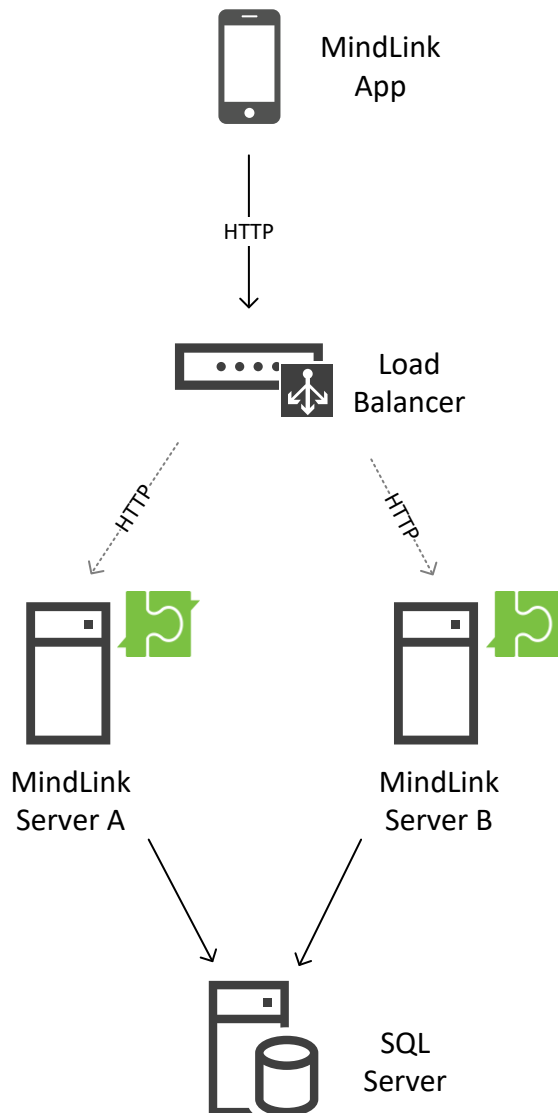 MindLink
App
HTTP
Load
Balancer
HTTP
HTTP
MindLink
Server A
MindLink
Server B
SQL
Server